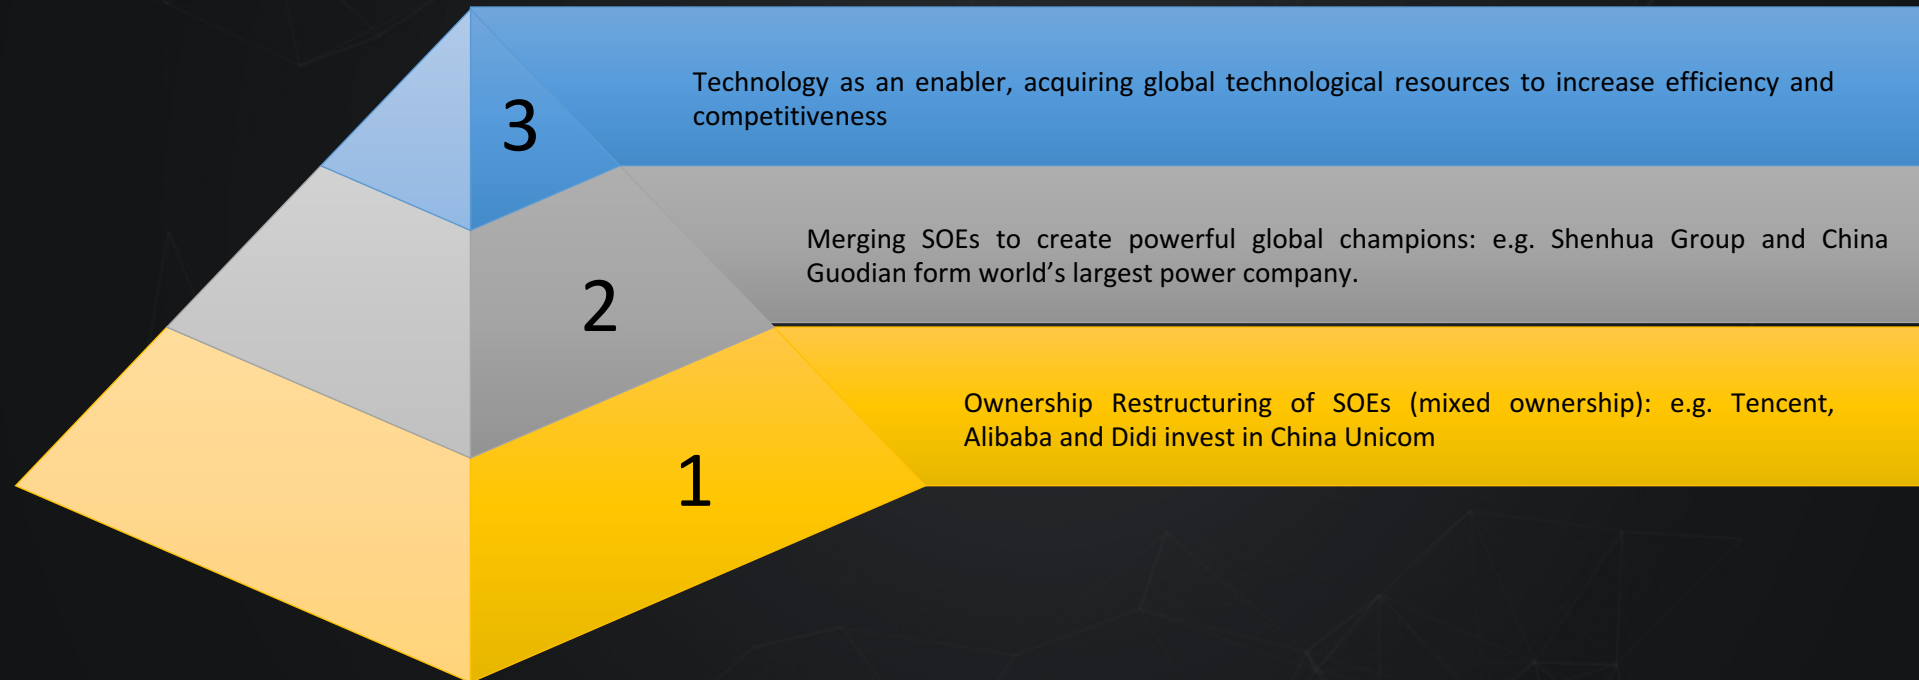 3
Technology as an enabler, acquiring global technological resources to increase efficiency and
competitiveness
2
Merging SOEs to create powerful global champions: e.g. Shenhua Group and China
Guodian form world’s largest power company.
1
Ownership Restructuring of SOEs (mixed ownership): e.g. Tencent,
Alibaba and Didi invest in China Unicom